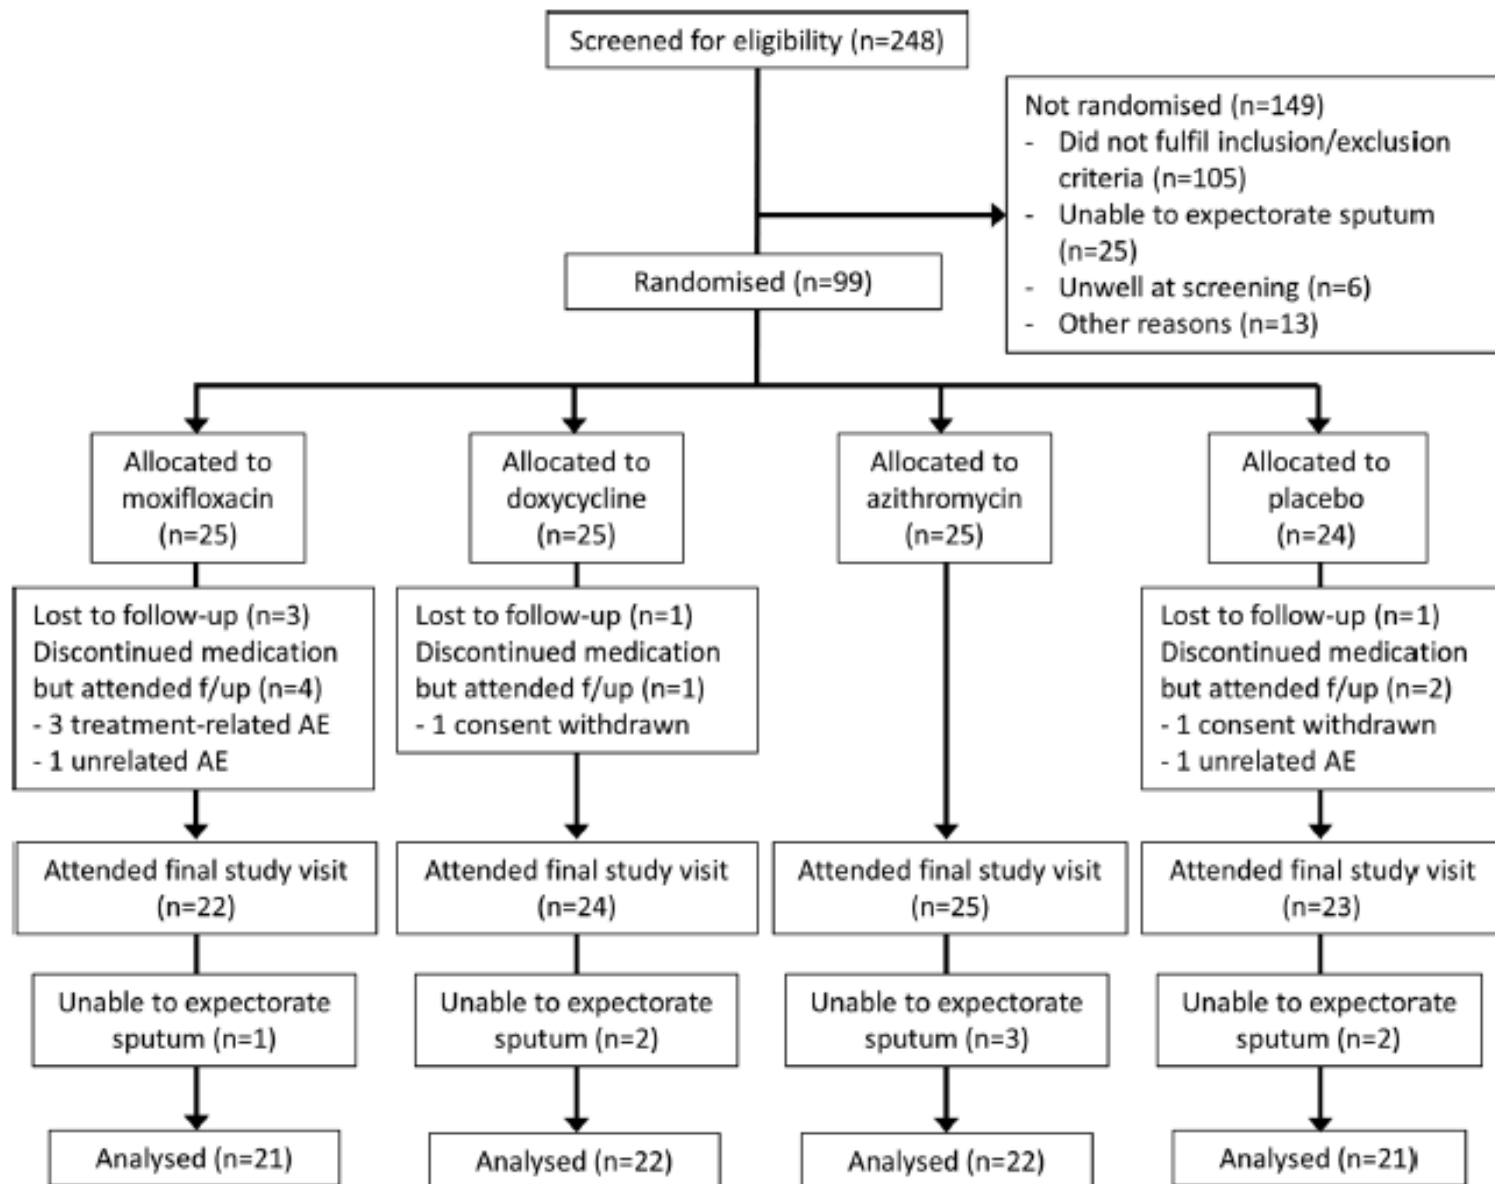 Screened for eligibility (n=248)
Not randomised (n=149)
- Did not fulfil inclusion/exclusion
criteria (n=105)
- Unable to expectorate sputum
(n=25)
- Unwell at screening (n=6)
- Other reasons (n=13)
Randomised (n=99)
Allocated to
moxifloxacin
(n=25)
Allocated to
doxycycline
(n=25)
Allocated to
azithromycin
(n=25)
Allocated to
placebo
(n=24)
Lost to follow-up (n=3)
Discontinued medication
but attended f/up (n=4)
- 3 treatment-related AE
- 1 unrelated AE
Lost to follow-up (n=1)
Discontinued medication
but attended f/up (n=1)
- 1 consent withdrawn
Lost to follow-up (n=1)
Discontinued medication
but attended f/up (n=2)
- 1 consent withdrawn
- 1 unrelated AE
Attended final study visit
(n=22)
Attended final study visit
(n=24)
Attended final study visit
(n=25)
Attended final study visit
(n=23)
Unable to expectorate
sputum (n=1)
Unable to expectorate
sputum (n=2)
Unable to expectorate
sputum (n=3)
Unable to expectorate
sputum (n=2)
Analysed (n=21)
Analysed (n=22)
Analysed (n=22)
Analysed (n=21)